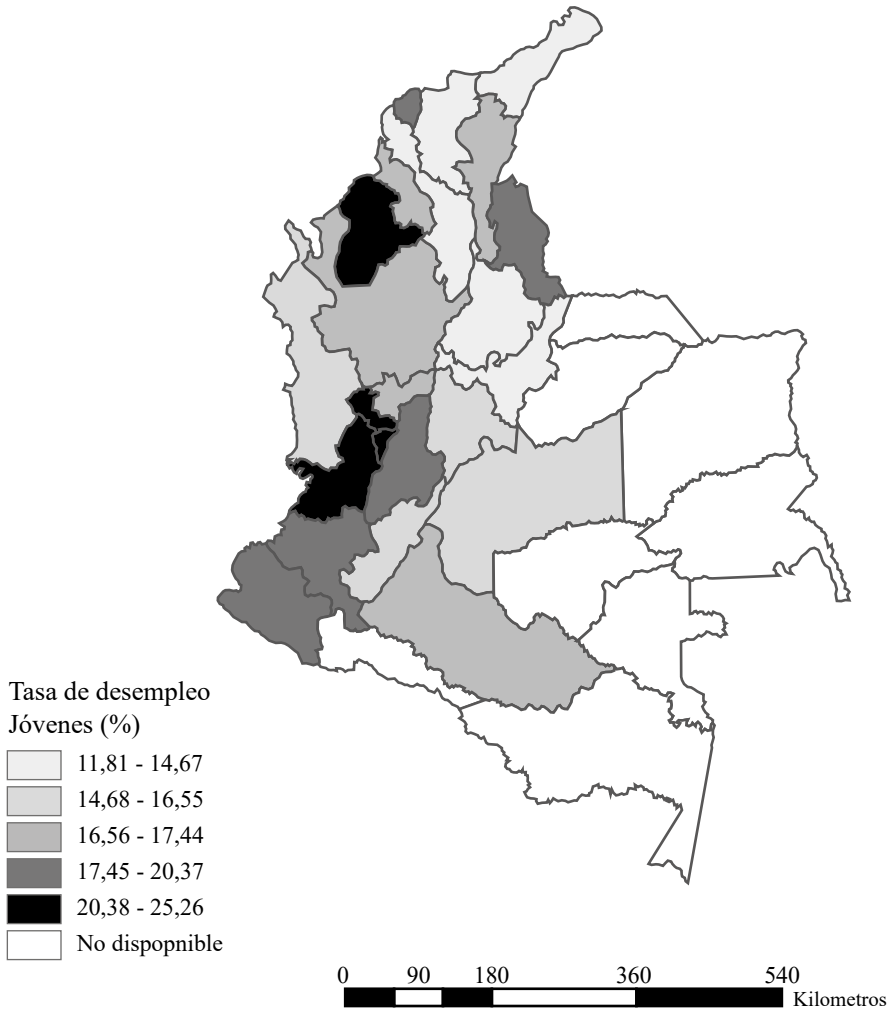 Tasa de desempleo
Jóvenes (%)
11,81 - 14,67
14,68 - 16,55
16,56 - 17,44
17,45 - 20,37
20,38 - 25,26
No dispopnible
0 90 180 360 540
Kilometros